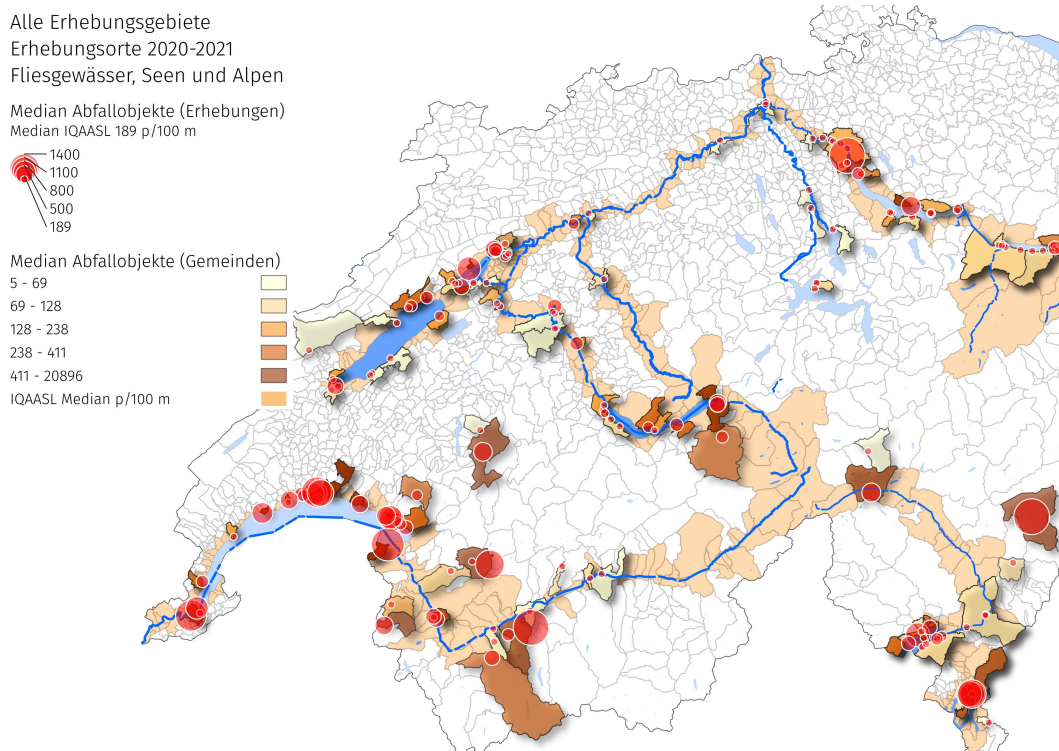 Alle Erhebungsgebiete
Erhebungsorte 2020-2021
Fliesgewässer, Seen und Alpen
Median Abfallobjekte (Erhebungen)
Median IQAASL 189 p/100 m
1400
1100
800
500
189
Median Abfallobjekte (Gemeinden)
5 - 69
69 - 128
128 - 238
238 - 411
411 - 20896
IQAASL Median p/100 m